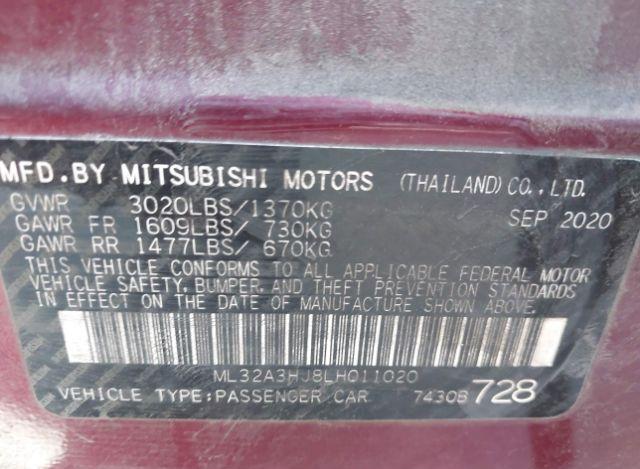 MFD.BY MITSUBISHI MOTORS (THAILAND)CO.,LTD.
GVWR 3020LBS/1370KG SEP 2020
GAWR FR 1609LBS/ 730KG
GAWR RR 1477LBS/ 670KG
THIS VEHICLE CONFORMS TO ALL APPLICABLE FEDERAL MOTOR
VEHICLE SAFETY, BUMPER, AND THEFT PREVENTION STANDARDS
IN EFFECT ON THE DATE OF MANUFACTURE SHOWN ABOVE.
ML32A3HJ8LH011020
VEHICLE TYPE:PASSENGER CAR 7430B 728